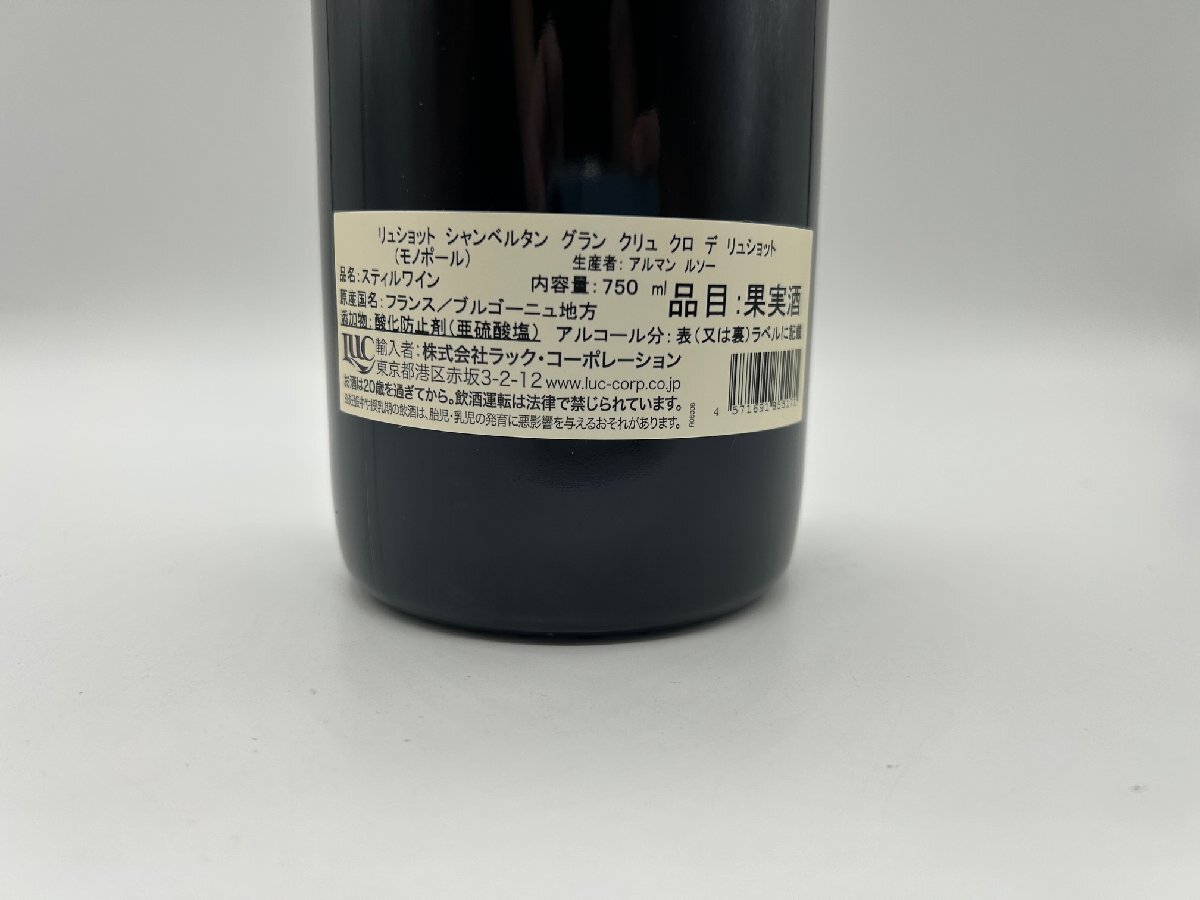 リュショット シャンベルタン グラン クリュ クロ デ リュショット
(モノポール) 生産者: アルマン ルソー
品名:スティルワイン 内容量:750 ml 品目:果実酒
原産国名:フランス/ブルゴーニュ地方
添加物:酸化防止剤(亜硫酸塩) アルコール分:表(又は裏)ラベルに記載
LUC 輸入者:株式会社ラック・コーポレーション
東京都港区赤坂3-2-12 www.luc-corp.co.jp
お酒は20歳を過ぎてから。飲酒運転は法律で禁じられています。
妊娠中や授乳期の飲酒は、胎児・乳児の発育に悪影響を与えるおそれがあります。
4 571691